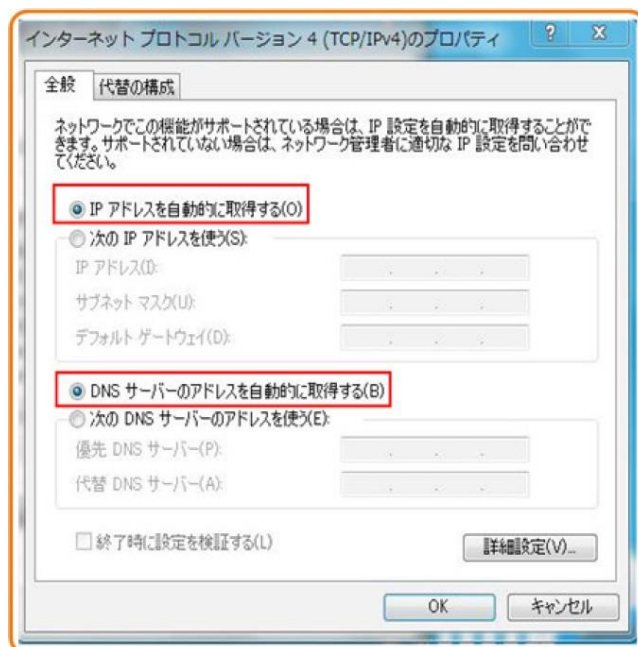 インターネット プロトコル バージョン 4 (TCP/IPv4)のプロパティ
? X
全般 代替の構成
ネットワークでこの機能がサポートされている場合は、IP 設定を自動的に取得することがで
きます。サポートされていない場合は、ネットワーク管理者に適切な IP 設定を問い合わせ
てください。
IP アドレスを自動的に取得する(O)
次の IP アドレスを使う(S):
IP アドレス(I):
サブネット マスク(U):
デフォルト ゲートウェイ(D):
DNS サーバーのアドレスを自動的に取得する(B)
次の DNS サーバーのアドレスを使う(E):
優先 DNS サーバー(P):
代替 DNS サーバー(A):
終了時に設定を検証する(L)
詳細設定(V)...
OK キャンセル